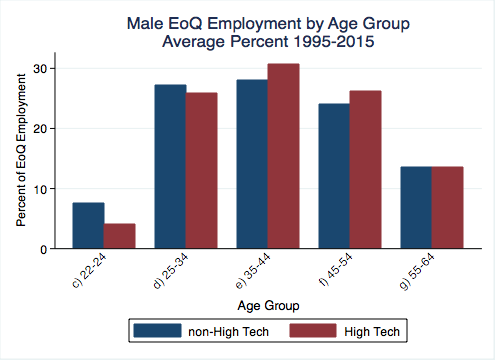 Male EoQ Employment by Age Group
Average Percent 1995-2015
Percent of EoQ Employment
30
20
10
0
c) 22-24
d) 25-34
e) 35-44
f) 45-54
g) 55-64
Age Group
non-High Tech
High Tech